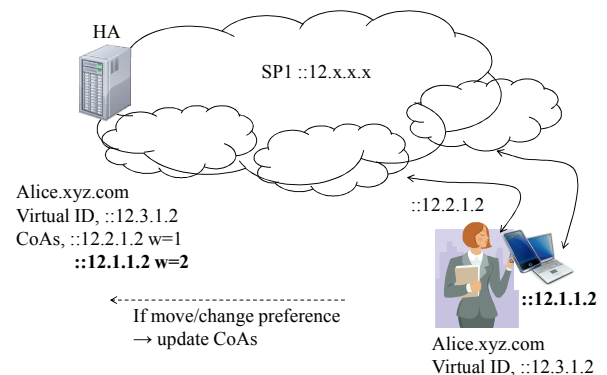 HA
SP1 ::12.x.x.x
Alice.xyz.com
Virtual ID, ::12.3.1.2
CoAs, ::12.2.1.2 w=1
::12.1.1.2 w=2
::12.2.1.2
::12.1.1.2
If move/change preference
→ update CoAs
Alice.xyz.com
Virtual ID, ::12.3.1.2